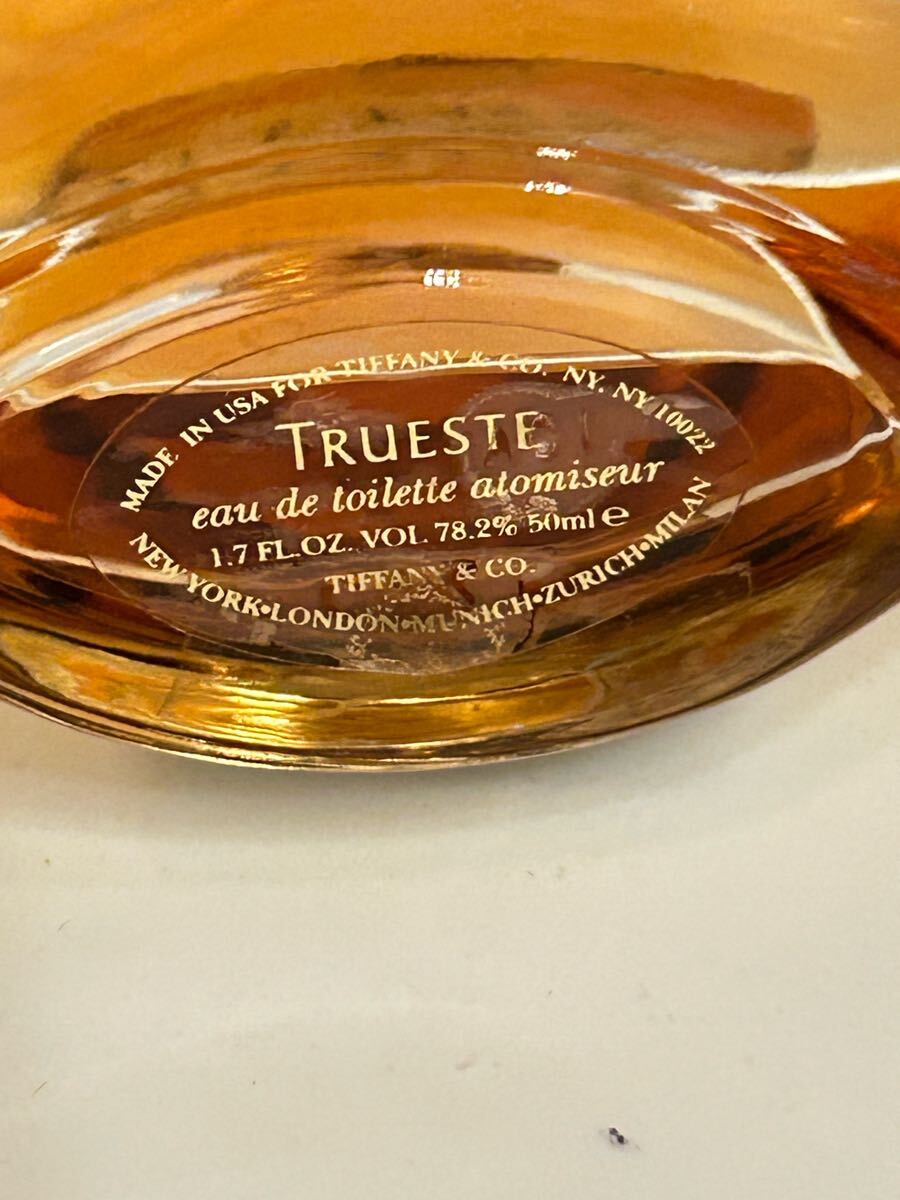 MADE IN USA FOR TIFFANY & CO. NY. NY 10022
TRUESTE
eau de toilette atomiseur
1.7 FL.OZ. VOL 78.2% 50ml e
TIFFANY & CO.
NEW YORK•LONDON•MUNICH•ZURICH•MILAN